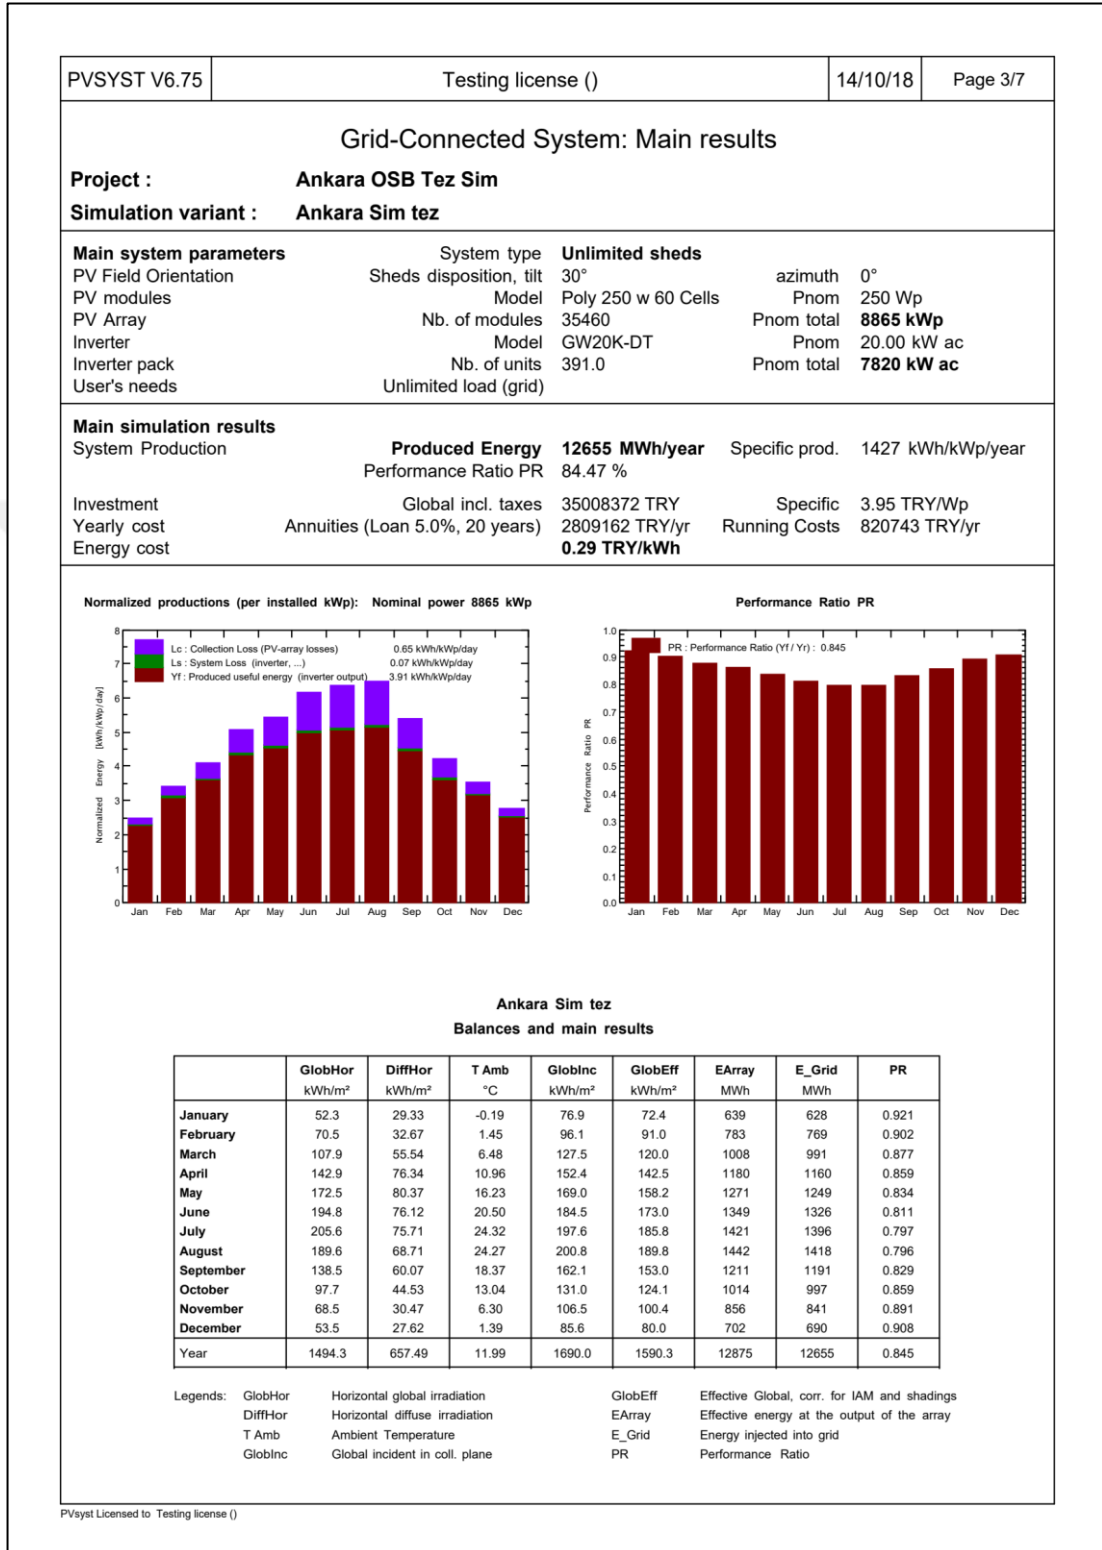 PVSYST V6.75 Testing license () 14/10/18 Page 3/7
Grid-Connected System: Main results
Project : Ankara OSB Tez Sim
Simulation variant : Ankara Sim tez
Main system parameters System type Unlimited sheds
PV Field Orientation Sheds disposition, tilt 30° azimuth 0°
PV modules Model Poly 250 w 60 Cells Pnom 250 Wp
PV Array Nb. of modules 35460 Pnom total 8865 kWp
Inverter Model GW20K-DT Pnom 20.00 kW ac
Inverter pack Nb. of units 391.0 Pnom total 7820 kW ac
User's needs Unlimited load (grid)
Main simulation results
System Production Produced Energy 12655 MWh/year Specific prod. 1427 kWh/kWp/year
Performance Ratio PR 84.47 %
Investment Global incl. taxes 35008372 TRY Specific 3.95 TRY/Wp
Yearly cost Annuities (Loan 5.0%, 20 years) 2809162 TRY/yr Running Costs 820743 TRY/yr
Energy cost 0.29 TRY/kWh
Normalized productions (per installed kWp): Nominal power 8865 kWp
Normalized Energy [kWh/kWp/day]
8
7
6
5
4
3
2
1
0
Lc : Collection Loss (PV-array losses) 0.65 kWh/kWp/day
Ls : System Loss (inverter, ...) 0.07 kWh/kWp/day
Yf : Produced useful energy (inverter output) 3.91 kWh/kWp/day
Jan Feb Mar Apr May Jun Jul Aug Sep Oct Nov Dec
Performance Ratio PR
Performance Ratio PR
1.0
0.9
0.8
0.7
0.6
0.5
0.4
0.3
0.2
0.1
0.0
PR : Performance Ratio (Yf / Yr) : 0.845
Jan Feb Mar Apr May Jun Jul Aug Sep Oct Nov Dec
Ankara Sim tez
Balances and main results
GlobHor DiffHor T Amb GlobInc GlobEff EArray E_Grid PR
kWh/m² kWh/m² °C kWh/m² kWh/m² MWh MWh
January 52.3 29.33 -0.19 76.9 72.4 639 628 0.921
February 70.5 32.67 1.45 96.1 91.0 783 769 0.902
March 107.9 55.54 6.48 127.5 120.0 1008 991 0.877
April 142.9 76.34 10.96 152.4 142.5 1180 1160 0.859
May 172.5 80.37 16.23 169.0 158.2 1271 1249 0.834
June 194.8 76.12 20.50 184.5 173.0 1349 1326 0.811
July 205.6 75.71 24.32 197.6 185.8 1421 1396 0.797
August 189.6 68.71 24.27 200.8 189.8 1442 1418 0.796
September 138.5 60.07 18.37 162.1 153.0 1211 1191 0.829
October 97.7 44.53 13.04 131.0 124.1 1014 997 0.859
November 68.5 30.47 6.30 106.5 100.4 856 841 0.891
December 53.5 27.62 1.39 85.6 80.0 702 690 0.908
Year 1494.3 657.49 11.99 1690.0 1590.3 12875 12655 0.845
Legends: GlobHor Horizontal global irradiation GlobEff Effective Global, corr. for IAM and shadings
DiffHor Horizontal diffuse irradiation EArray Effective energy at the output of the array
T Amb Ambient Temperature E_Grid Energy injected into grid
GlobInc Global incident in coll. plane PR Performance Ratio
PVsyst Licensed to Testing license ()